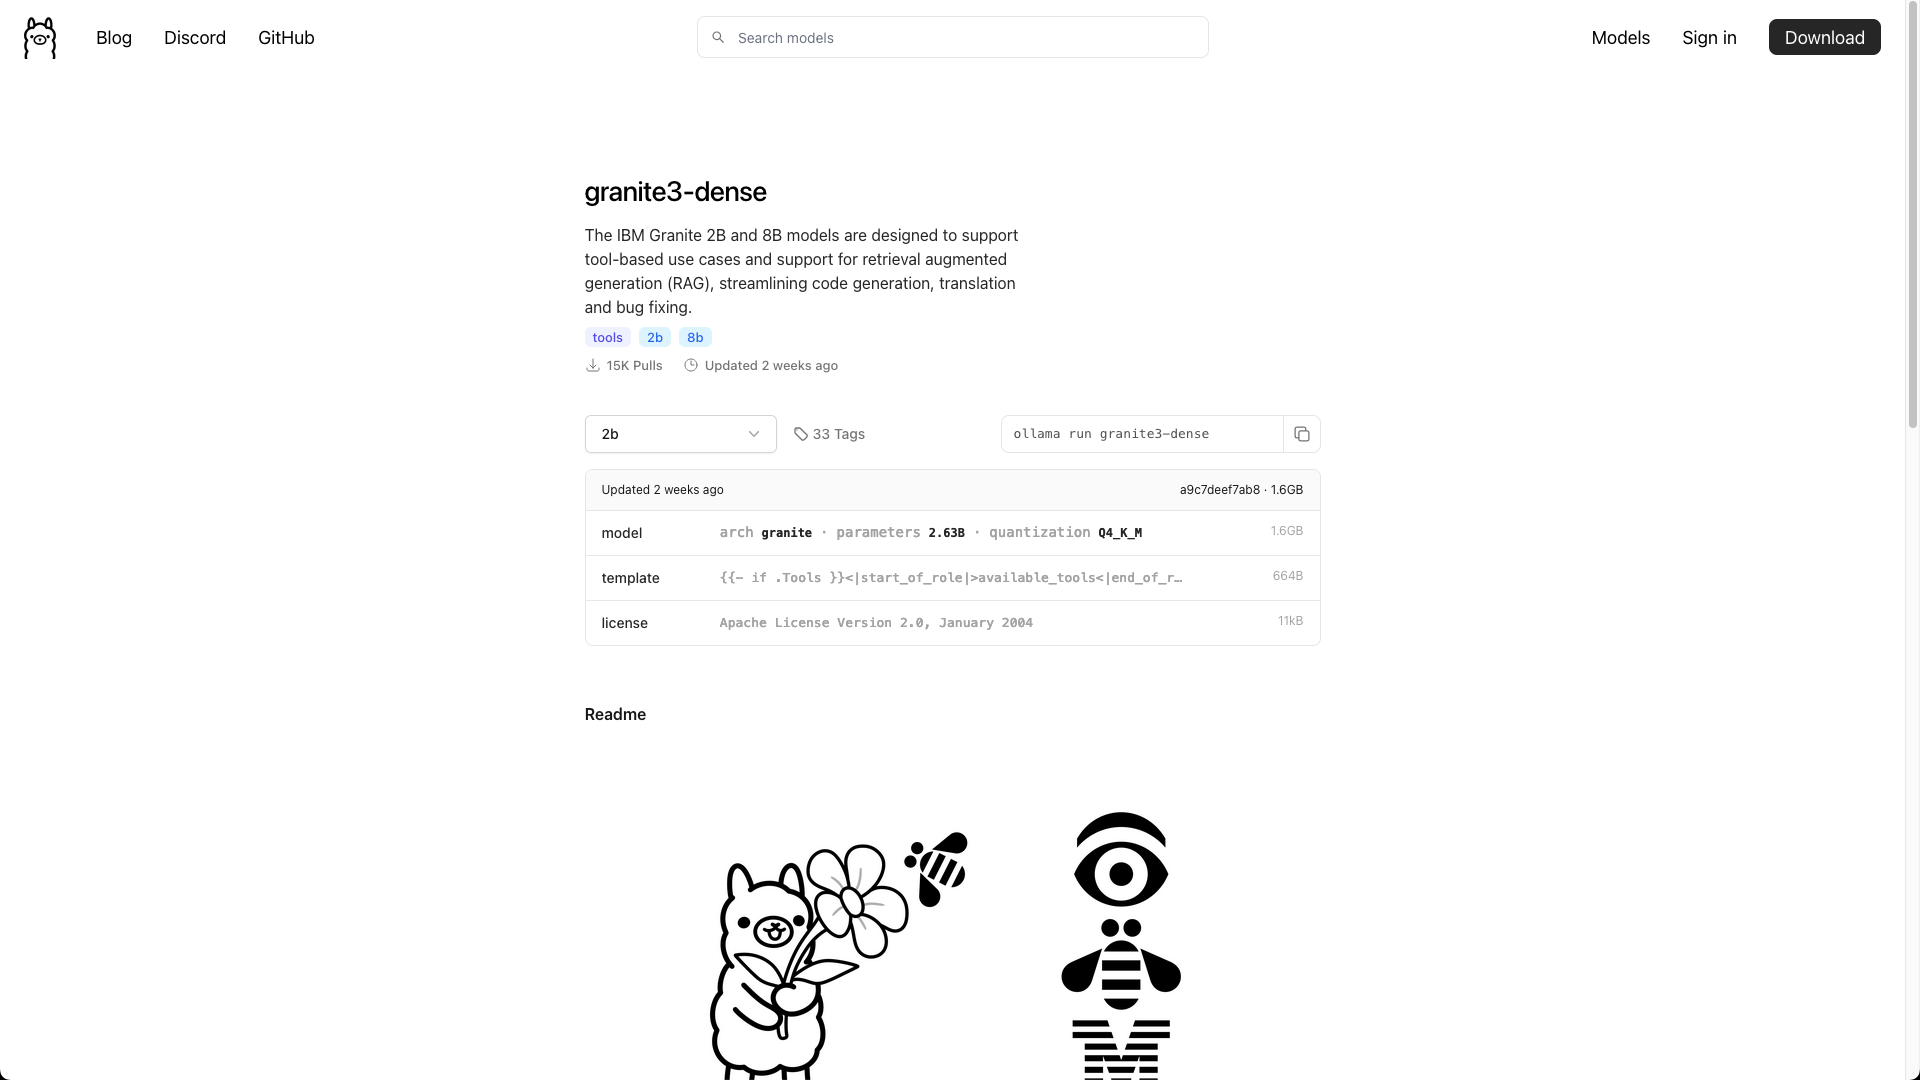 Blog Discord GitHub Search models Models Sign in Download
granite3-dense
The IBM Granite 2B and 8B models are designed to support
tool-based use cases and support for retrieval augmented
generation (RAG), streamlining code generation, translation
and bug fixing.
tools 2b 8b
15K Pulls Updated 2 weeks ago
2b 33 Tags ollama run granite3-dense
Updated 2 weeks ago a9c7deef7ab8 · 1.6GB
model arch granite · parameters 2.63B · quantization Q4_K_M 1.6GB
template {{- if .Tools }}<|start_of_role|>available_tools<|end_of_r… 664B
license Apache License Version 2.0, January 2004 11kB
Readme
M